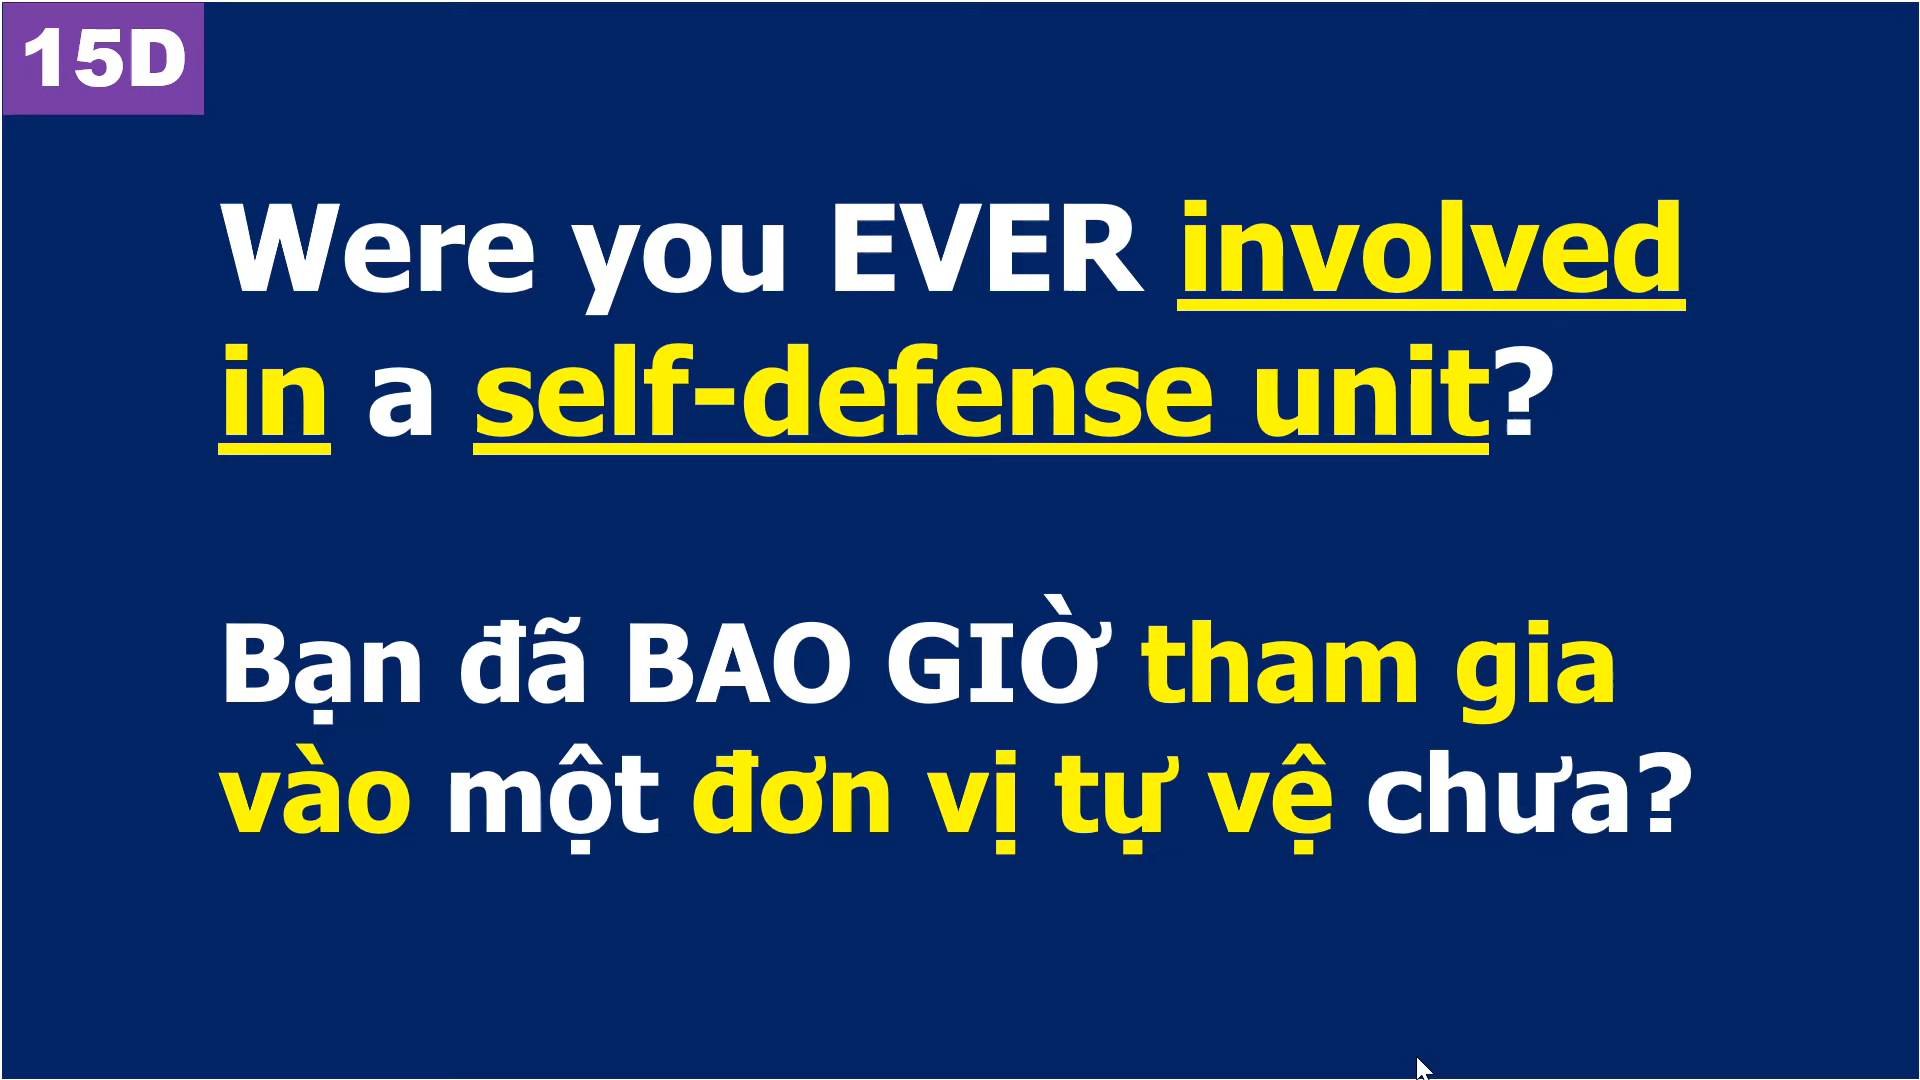 15D
Were you EVER involved
in a self-defense unit?
Bạn đã BAO GIỜ tham gia
vào một đơn vị tự vệ chưa?